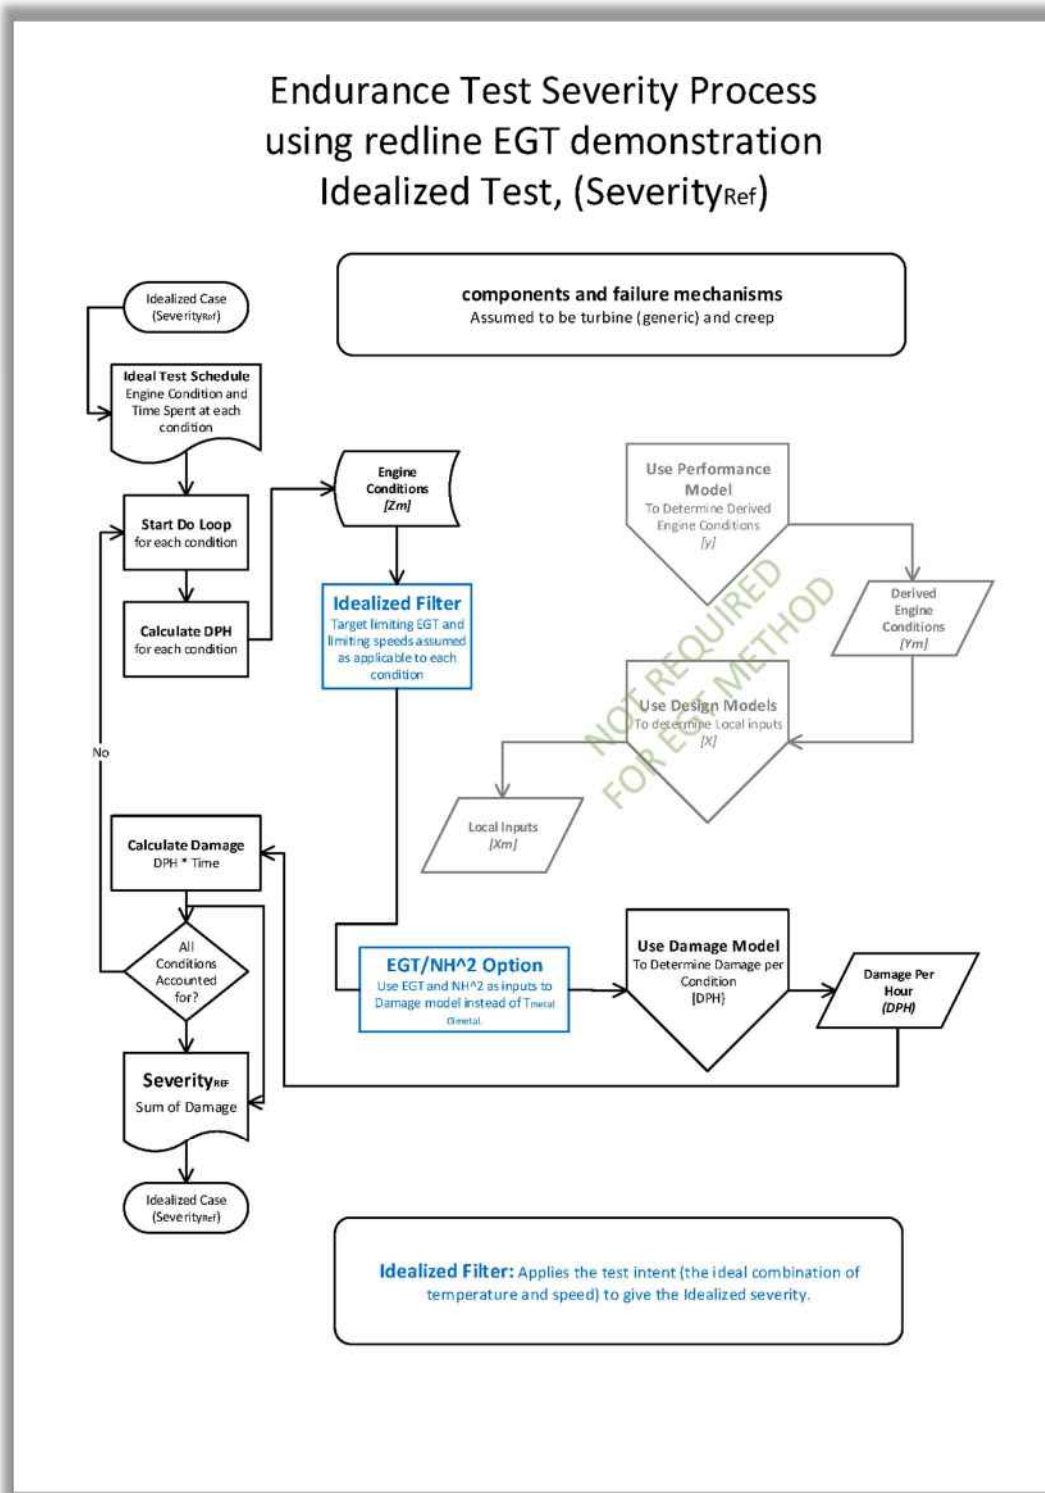 Endurance Test Severity Process
using redline EGT demonstration
Idealized Test, (SeverityRef)
components and failure mechanisms
Assumed to be turbine (generic) and creep
Idealized Case
(SeverityRef)
Ideal Test Schedule
Engine Condition and
Time Spent at each
condition
Engine
Conditions
[Zm]
Use Performance
Model
To Determine Derived
Engine Conditions
[y]
Start Do Loop
for each condition
Idealized Filter
Target limiting EGT and
limiting speeds assumed
as applicable to each
condition
Derived
Engine
Conditions
[Ym]
Calculate DPH
for each condition
NOT REQUIRED
FOR EGT METHOD
Use Design Models
To determine Local inputs
[X]
No
Local Inputs
[Xm]
Calculate Damage
DPH * Time
All
Conditions
Accounted
for?
EGT/NH^2 Option
Use EGT and NH^2 as inputs to
Damage model instead of Tmetal
Use Damage Model
To Determine Damage per
Condition
[DPH}
Damage Per
Hour
(DPH)
SeverityREF
Sum of Damage
Idealized Case
(SeverityRef)
Idealized Filter: Applies the test intent (the ideal combination of
temperature and speed) to give the Idealized severity.